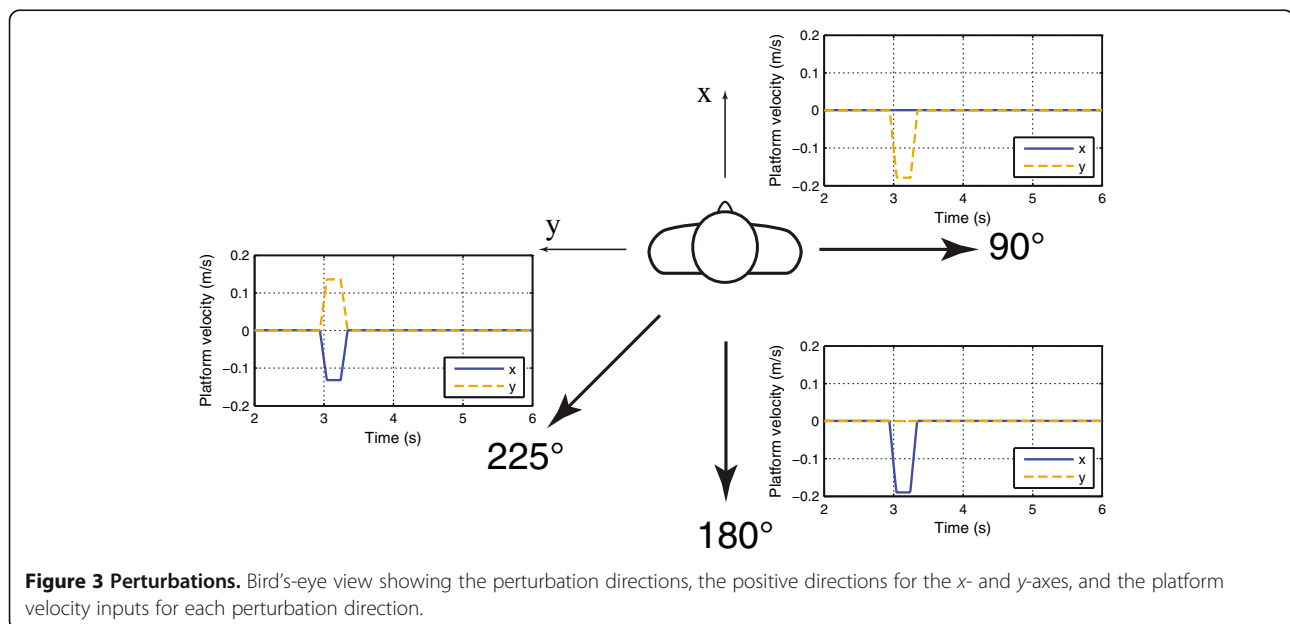 0.2
0.1
0
−0.1
−0.2
2 3 4 5 6
Platform velocity (m/s)
Time (s)
x
y
x
y
90°
0.2
0.1
0
−0.1
−0.2
2 3 4 5 6
Platform velocity (m/s)
Time (s)
x
y
225°
0.2
0.1
0
−0.1
−0.2
2 3 4 5 6
Platform velocity (m/s)
Time (s)
x
y
180°
Figure 3 Perturbations. Bird's-eye view showing the perturbation directions, the positive directions for the x- and y-axes, and the platform
velocity inputs for each perturbation direction.